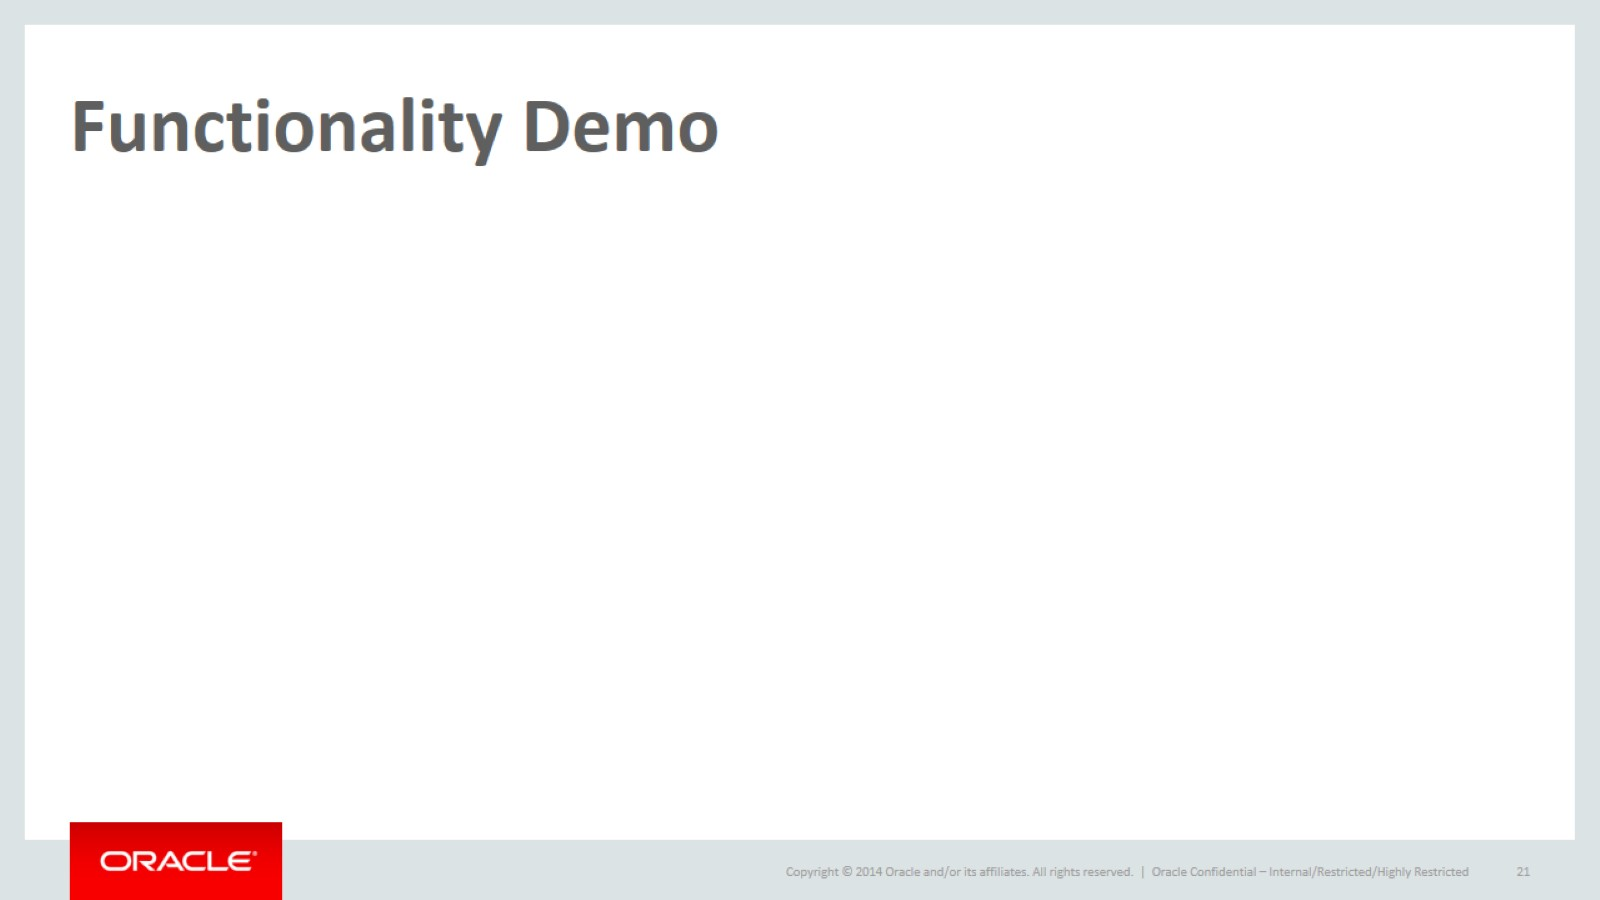 Functionality Demo
ORACLE®
Copyright © 2014 Oracle and/or its affiliates. All rights reserved. | Oracle Confidential – Internal/Restricted/Highly Restricted 21